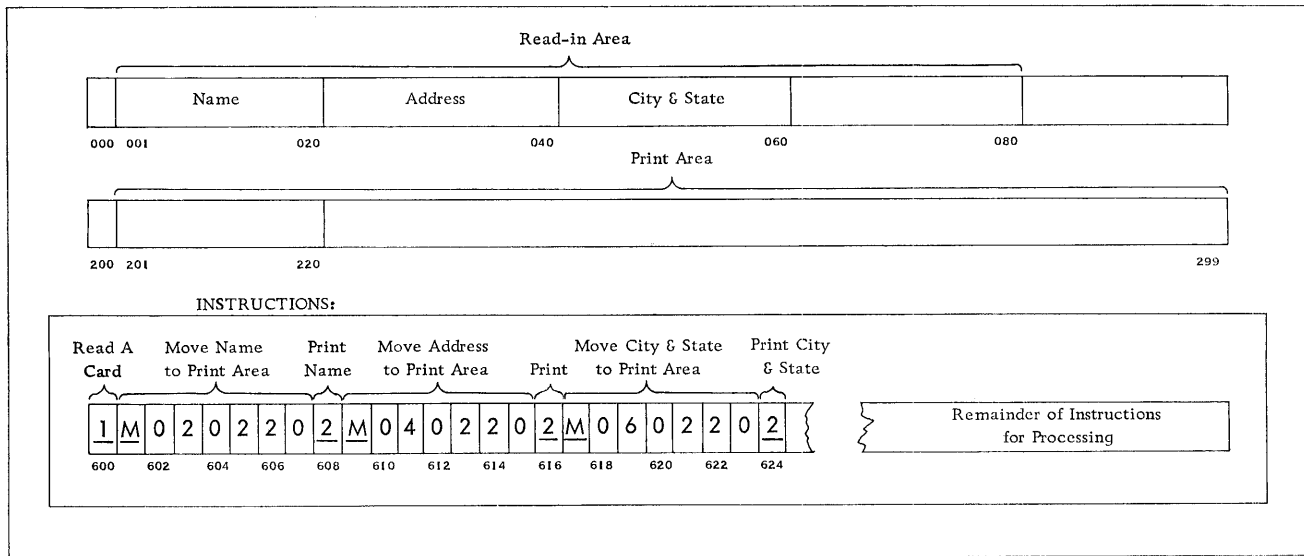 Read-in Area
Name Address City & State
000 001 020 040 060 080
Print Area
200 201 220 299
INSTRUCTIONS:
Read A Card
Move Name to Print Area
Print Name
Move Address to Print Area
Print
Move City & State to Print Area
Print City & State
1 M 0 2 0 2 2 0 2 M 0 4 0 2 2 0 2 M 0 6 0 2 2 0 2
Remainder of Instructions
for Processing
600 602 604 606 608 610 612 614 616 618 620 622 624